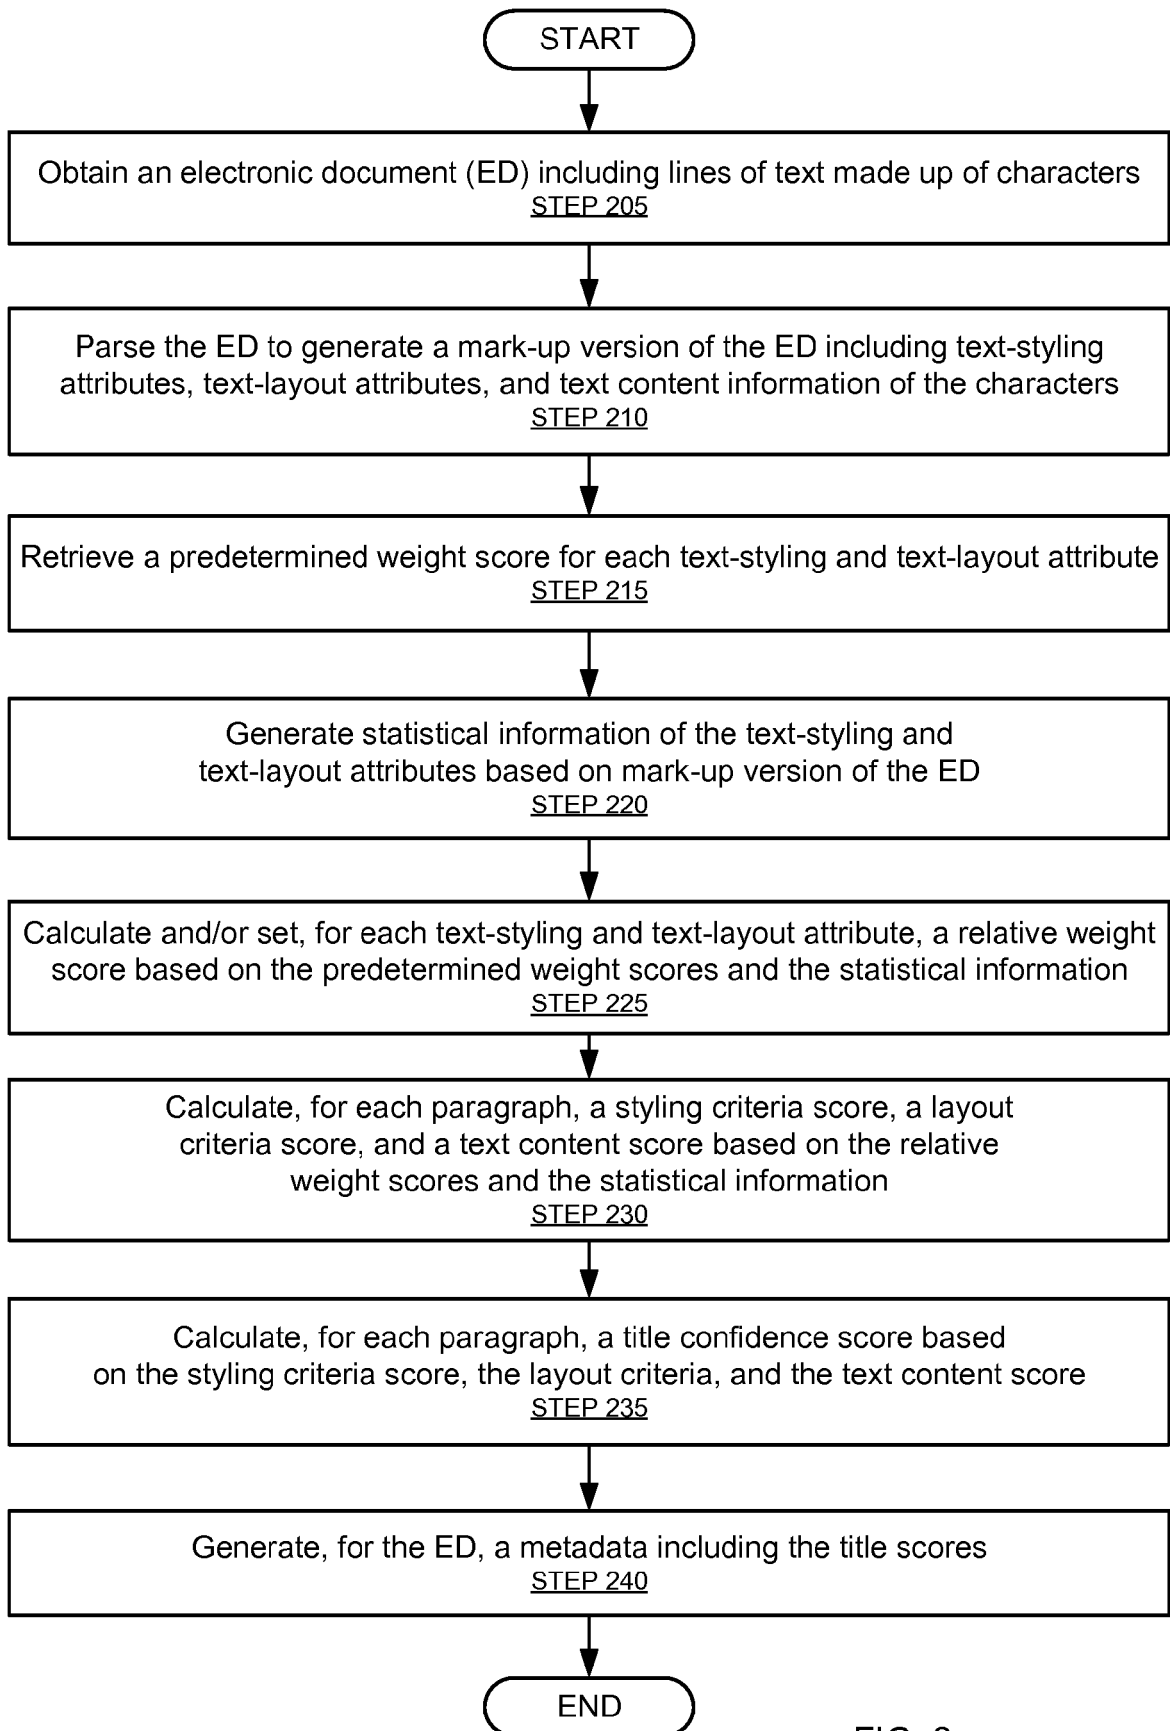 START
Obtain an electronic document (ED) including lines of text made up of characters
STEP 205
Parse the ED to generate a mark-up version of the ED including text-styling
attributes, text-layout attributes, and text content information of the characters
STEP 210
Retrieve a predetermined weight score for each text-styling and text-layout attribute
STEP 215
Generate statistical information of the text-styling and
text-layout attributes based on mark-up version of the ED
STEP 220
Calculate and/or set, for each text-styling and text-layout attribute, a relative weight
score based on the predetermined weight scores and the statistical information
STEP 225
Calculate, for each paragraph, a styling criteria score, a layout
criteria score, and a text content score based on the relative
weight scores and the statistical information
STEP 230
Calculate, for each paragraph, a title confidence score based
on the styling criteria score, the layout criteria, and the text content score
STEP 235
Generate, for the ED, a metadata including the title scores
STEP 240
END
FIG.